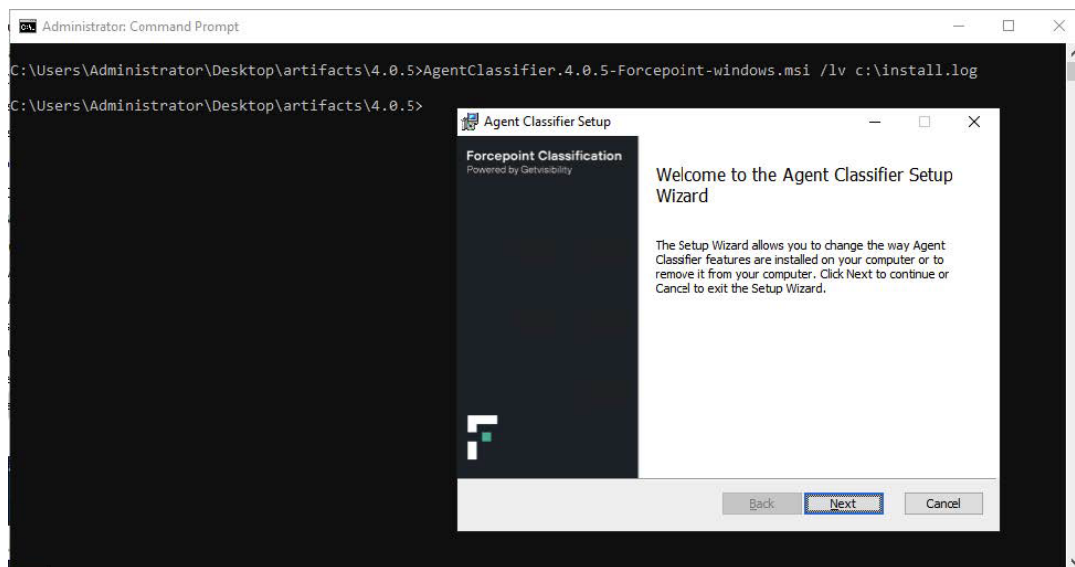 Administrator: Command Prompt
C:\Users\Administrator\Desktop\artifacts\4.0.5>AgentClassifier.4.0.5-Forcepoint-windows.msi /lv c:\install.log
C:\Users\Administrator\Desktop\artifacts\4.0.5>
Agent Classifier Setup
Forcepoint Classification
Powered by Getvisibility
Welcome to the Agent Classifier Setup
Wizard
The Setup Wizard allows you to change the way Agent
Classifier features are installed on your computer or to
remove it from your computer. Click Next to continue or
Cancel to exit the Setup Wizard.
Back
Next
Cancel